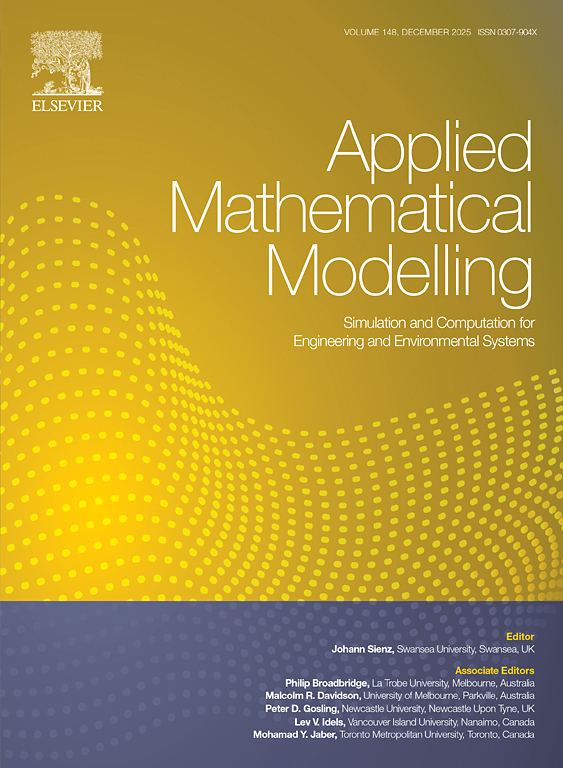 VOLUME 148, DECEMBER 2025 ISSN 0307-904X
ELSEVIER
Applied
Mathematical
Modelling
Simulation and Computation for
Engineering and Environmental Systems
Editor
Johann Sienz, Swansea University, Swansea, UK
Associate Editors
Philip Broadbridge, La Trobe University, Melbourne, Australia
Malcolm R. Davidson, University of Melbourne, Parkville, Australia
Peter D. Gosling, Newcastle University, Newcastle Upon Tyne, UK
Lev V. Idels, Vancouver Island University, Nanaimo, Canada
Mohamad Y. Jaber, Toronto Metropolitan University, Toronto, Canada